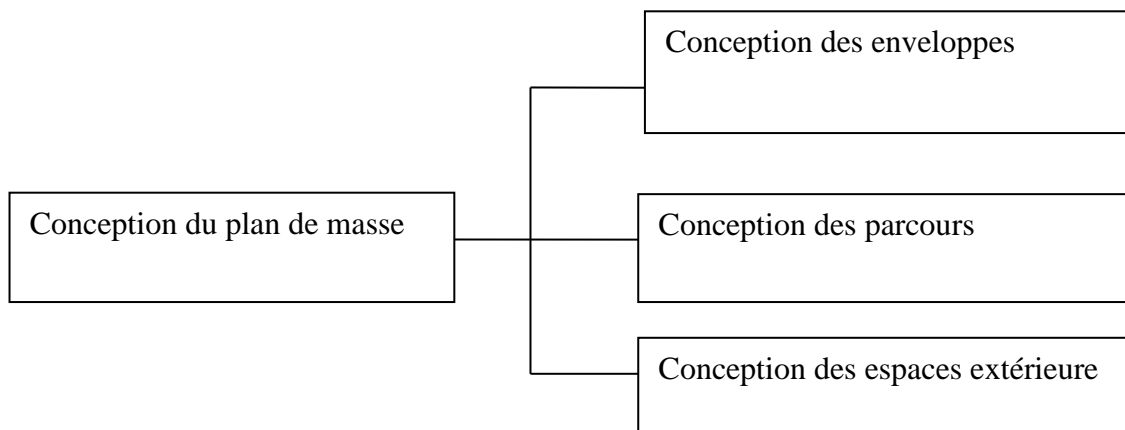 Conception des enveloppes
Conception du plan de masse
Conception des parcours
Conception des espaces extérieure